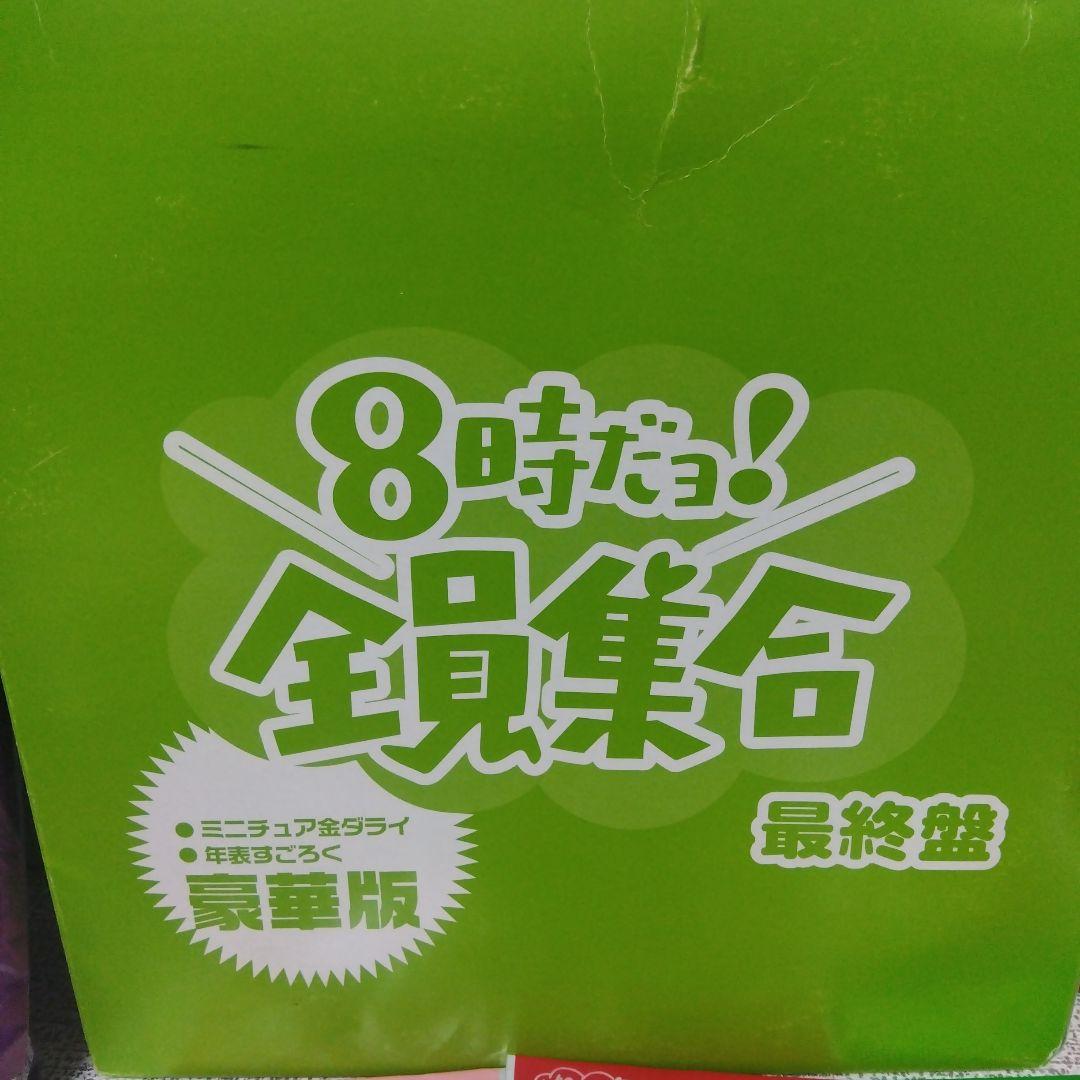 8時だョ!
全員集合
最終盤
●ミニチュア金ダライ
●年表すごろく
豪華版